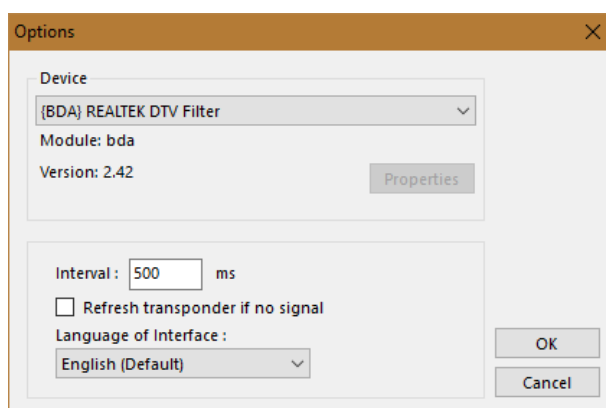 Options
Device
{BDA} REALTEK DTV Filter
Module: bda
Version: 2.42
Properties
Interval : 500 ms
Refresh transponder if no signal
Language of Interface :
English (Default)
OK
Cancel